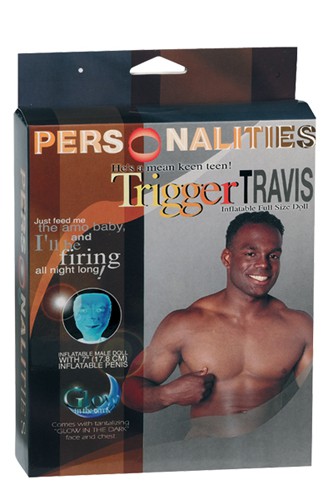 PERSONALITIES
He's a mean keen teen!
Trigger TRAVIS
Inflatable Full Size Doll
Just feed me
the amo baby,
and
I'll be
firing
all night long!
INFLATABLE MALE DOLL
WITH 7" (17.8 CM)
INFLATABLE PENIS
Glow
in the dark
Comes with tantalizing
"GLOW IN THE DARK"
face and chest.
PERSONALITIES